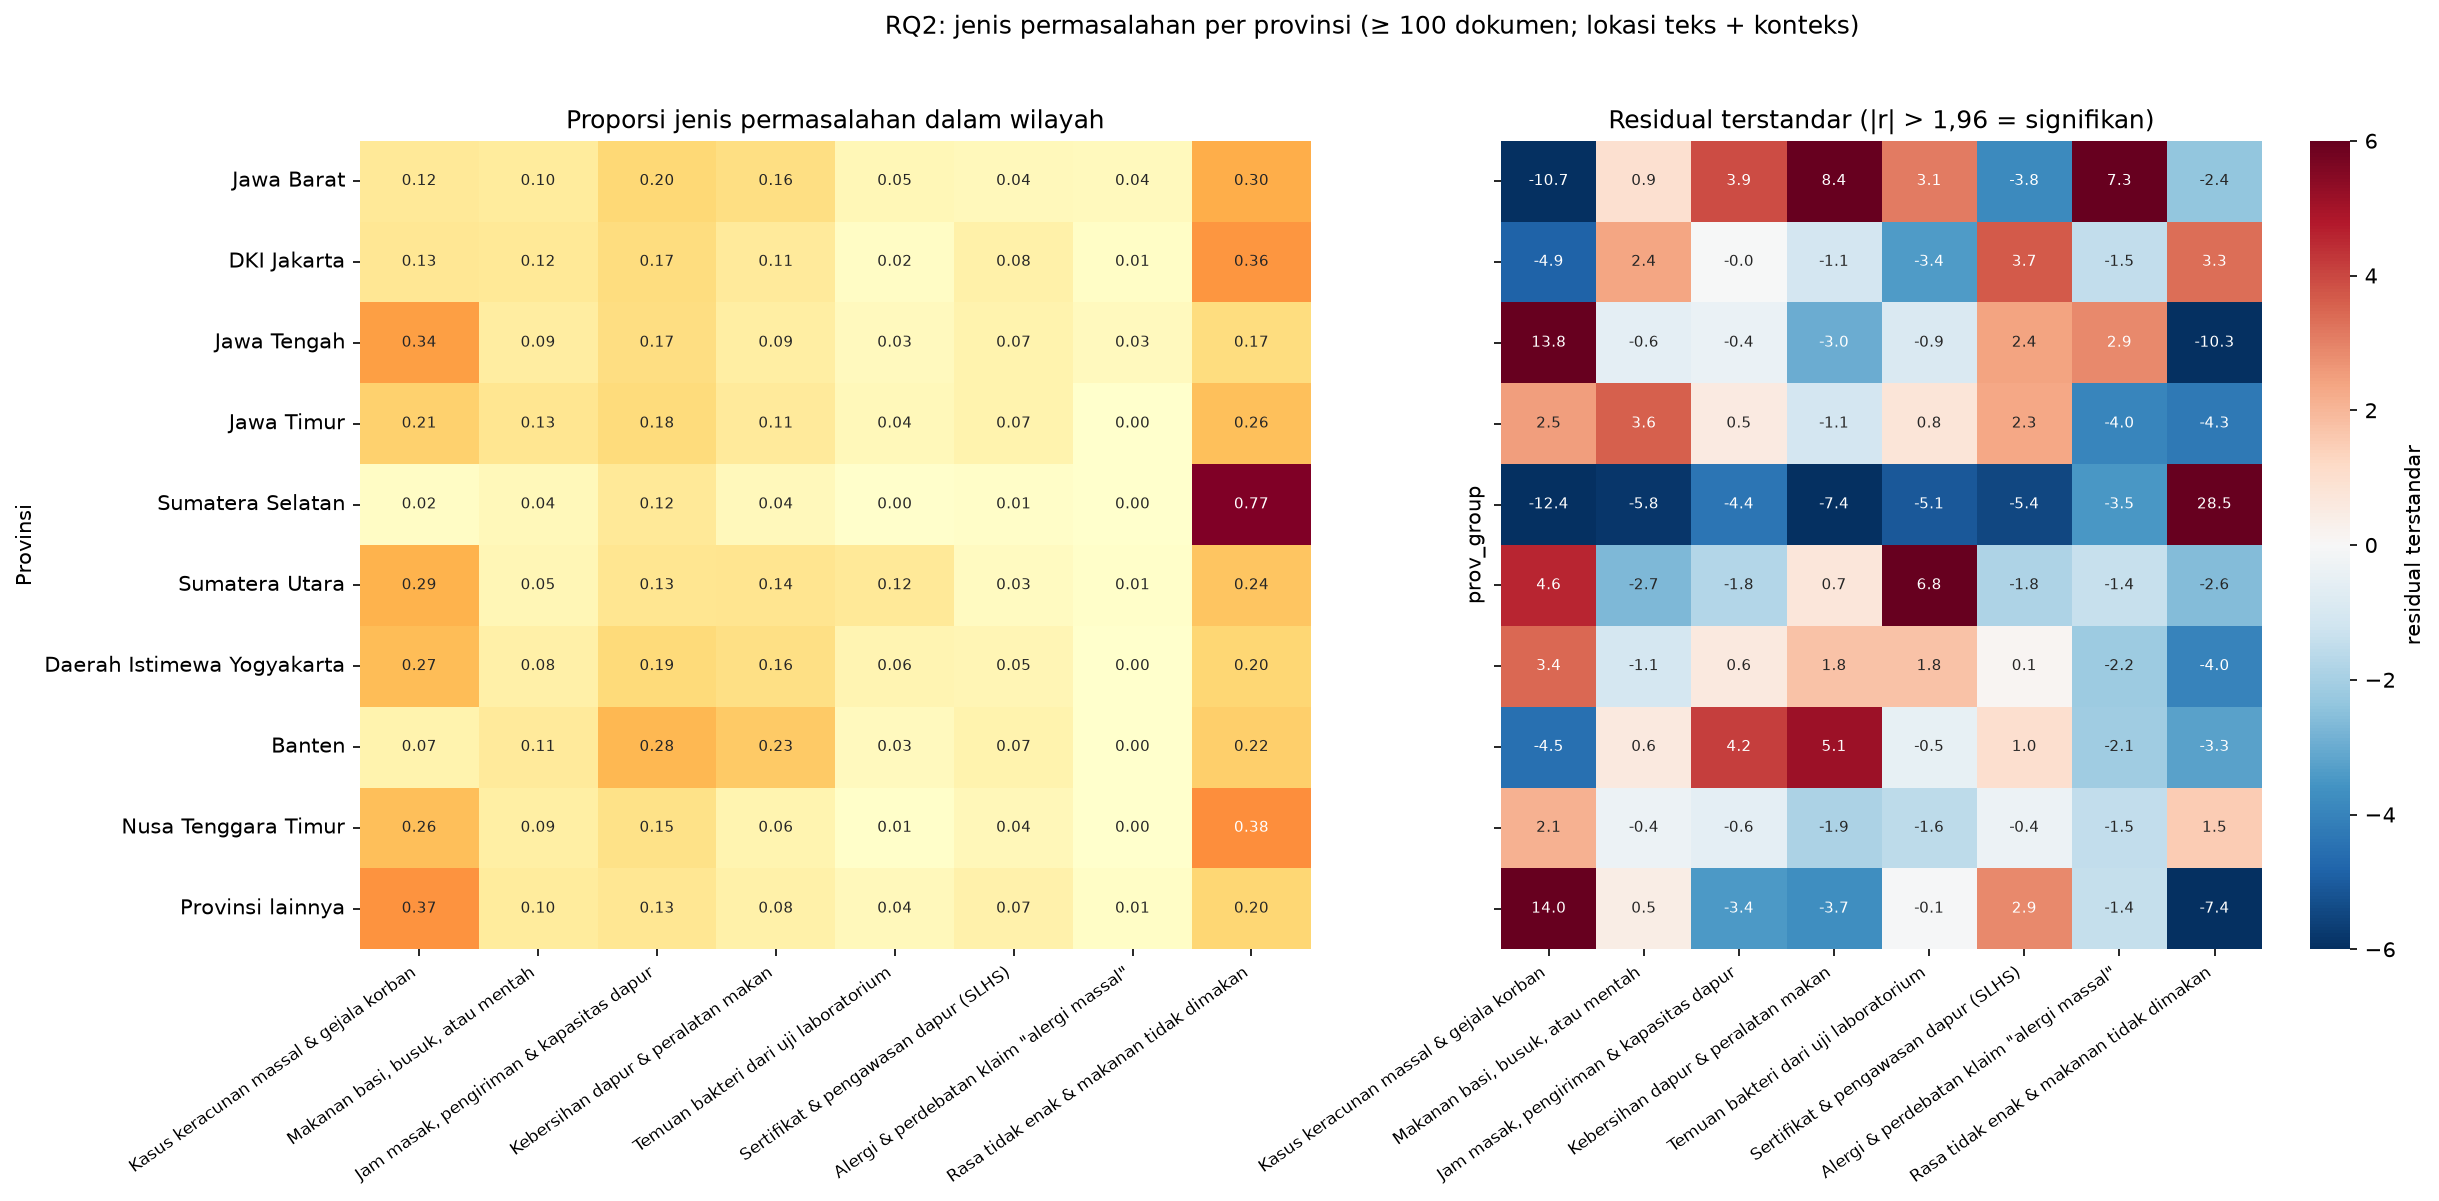 RQ2: jenis permasalahan per provinsi (≥ 100 dokumen; lokasi teks + konteks)
Proporsi jenis permasalahan dalam wilayah
Provinsi
Jawa Barat 0.12 0.10 0.20 0.16 0.05 0.04 0.04 0.30
DKI Jakarta 0.13 0.12 0.17 0.11 0.02 0.08 0.01 0.36
Jawa Tengah 0.34 0.09 0.17 0.09 0.03 0.07 0.03 0.17
Jawa Timur 0.21 0.13 0.18 0.11 0.04 0.07 0.00 0.26
Sumatera Selatan 0.02 0.04 0.12 0.04 0.00 0.01 0.00 0.77
Sumatera Utara 0.29 0.05 0.13 0.14 0.12 0.03 0.01 0.24
Daerah Istimewa Yogyakarta 0.27 0.08 0.19 0.16 0.06 0.05 0.00 0.20
Banten 0.07 0.11 0.28 0.23 0.03 0.07 0.00 0.22
Nusa Tenggara Timur 0.26 0.09 0.15 0.06 0.01 0.04 0.00 0.38
Provinsi lainnya 0.37 0.10 0.13 0.08 0.04 0.07 0.01 0.20
Kasus keracunan massal & gejala korban
Makanan basi, busuk, atau mentah
Jam masak, pengiriman & kapasitas dapur
Kebersihan dapur & peralatan makan
Temuan bakteri dari uji laboratorium
Sertifikat & pengawasan dapur (SLHS)
Alergi & perdebatan klaim "alergi massal"
Rasa tidak enak & makanan tidak dimakan
Residual terstandar (|r| > 1,96 = signifikan)
prov_group
-10.7 0.9 3.9 8.4 3.1 -3.8 7.3 -2.4
-4.9 2.4 -0.0 -1.1 -3.4 3.7 -1.5 3.3
13.8 -0.6 -0.4 -3.0 -0.9 2.4 2.9 -10.3
2.5 3.6 0.5 -1.1 0.8 2.3 -4.0 -4.3
-12.4 -5.8 -4.4 -7.4 -5.1 -5.4 -3.5 28.5
4.6 -2.7 -1.8 0.7 6.8 -1.8 -1.4 -2.6
3.4 -1.1 0.6 1.8 1.8 0.1 -2.2 -4.0
-4.5 0.6 4.2 5.1 -0.5 1.0 -2.1 -3.3
2.1 -0.4 -0.6 -1.9 -1.6 -0.4 -1.5 1.5
14.0 0.5 -3.4 -3.7 -0.1 2.9 -1.4 -7.4
Kasus keracunan massal & gejala korban
Makanan basi, busuk, atau mentah
Jam masak, pengiriman & kapasitas dapur
Kebersihan dapur & peralatan makan
Temuan bakteri dari uji laboratorium
Sertifikat & pengawasan dapur (SLHS)
Alergi & perdebatan klaim "alergi massal"
Rasa tidak enak & makanan tidak dimakan
6
4
2
0
−2
−4
−6
residual terstandar